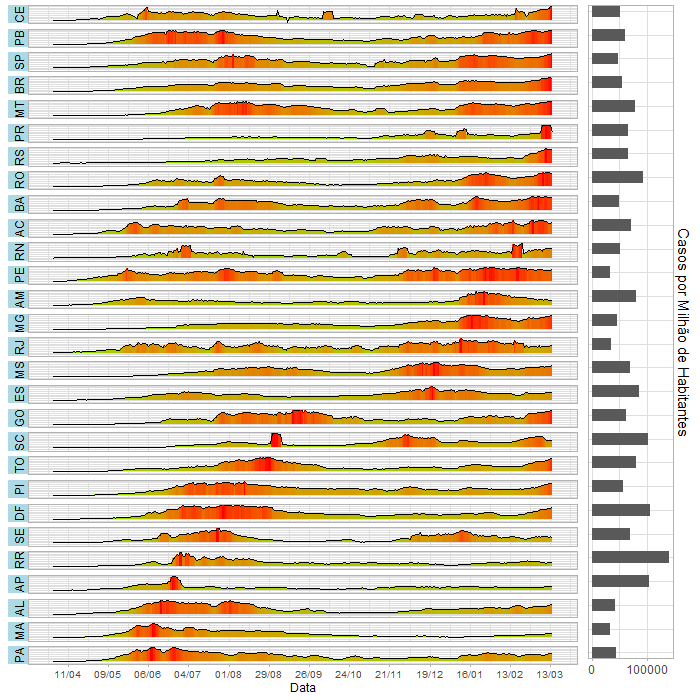 CE
PB
SP
BR
MT
PR
RS
RO
BA
AC
RN
PE
AM
MG
RJ
MS
ES
GO
SC
TO
PI
DF
SE
RR
AP
AL
MA
PA
11/04 09/05 06/06 04/07 01/08 29/08 26/09 24/10 21/11 19/12 16/01 13/02 13/03
Data
0 100000
Casos por Milhão de Habitantes